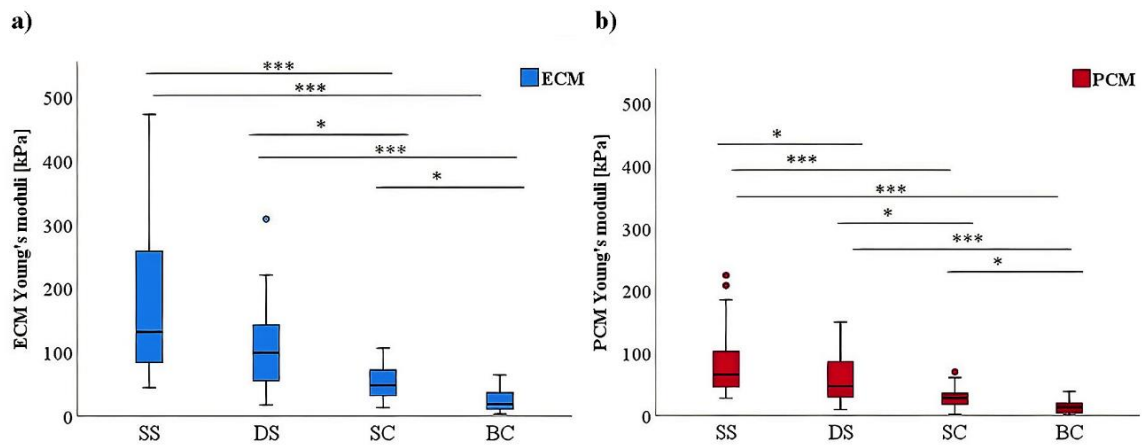 a)
ECM
***
***
*
***
*
ECM Young's moduli [kPa]
500
400
300
200
100
0
SS DS SC BC
b)
PCM
*
***
***
*
***
*
PCM Young's moduli [kPa]
500
400
300
200
100
0
SS DS SC BC